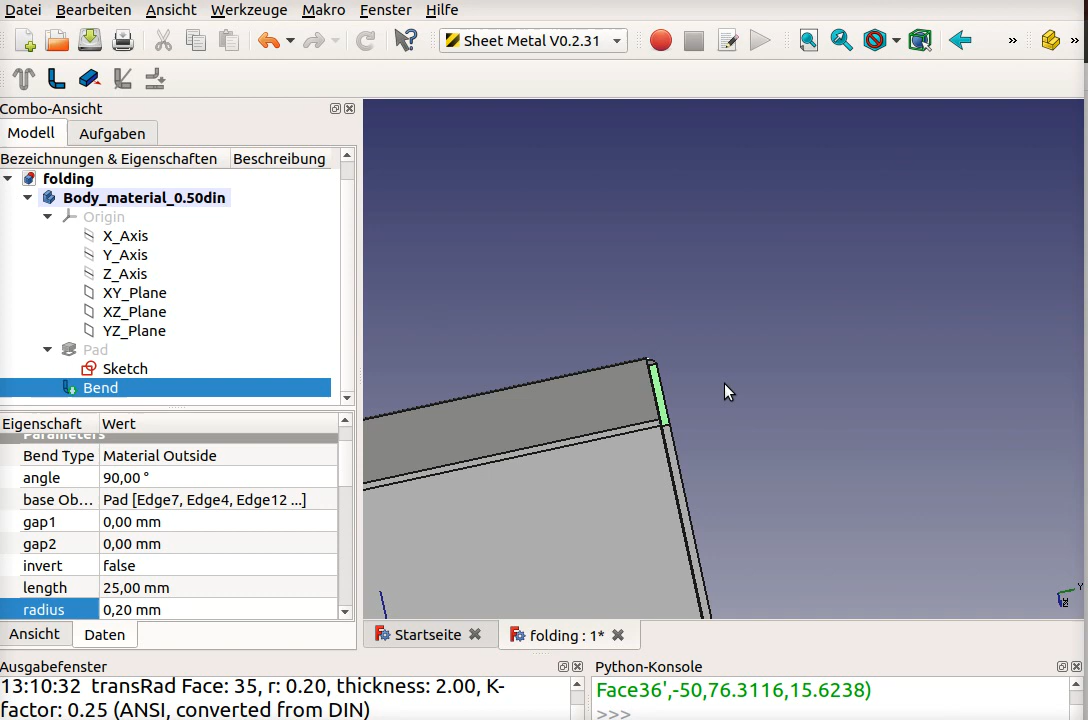 Datei Bearbeiten Ansicht Werkzeuge Makro Fenster Hilfe
Sheet Metal V0.2.31
»
»
Combo-Ansicht
Modell Aufgaben
Bezeichnungen & Eigenschaften Beschreibung
folding
Body_material_0.50din
Origin
X_Axis
Y_Axis
Z_Axis
XY_Plane
XZ_Plane
YZ_Plane
Pad
Sketch
Bend
Eigenschaft Wert
Parameters
Bend Type Material Outside
angle 90,00 °
base Ob... Pad [Edge7, Edge4, Edge12 ...]
gap1 0,00 mm
gap2 0,00 mm
invert false
length 25,00 mm
radius 0,20 mm
Ansicht Daten
Y
Startseite folding : 1*
Ausgabefenster
13:10:32 transRad Face: 35, r: 0.20, thickness: 2.00, K-
factor: 0.25 (ANSI, converted from DIN)
Python-Konsole
Face36',-50,76.3116,15.6238)
>>>